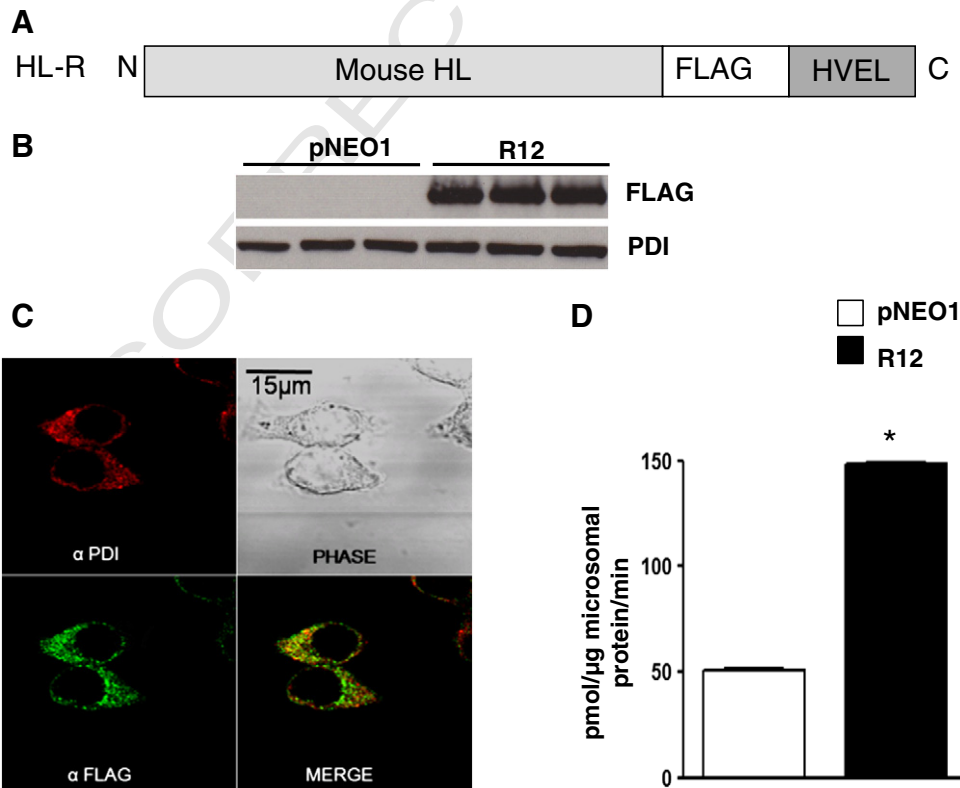 A
HL-R N Mouse HL FLAG HVEL C
B
pNEO1 R12
FLAG
PDI
C
15µm
α PDI
PHASE
α FLAG
MERGE
D
pNEO1
R12
*
150
100
50
0
pmol/µg microsomal
protein/min